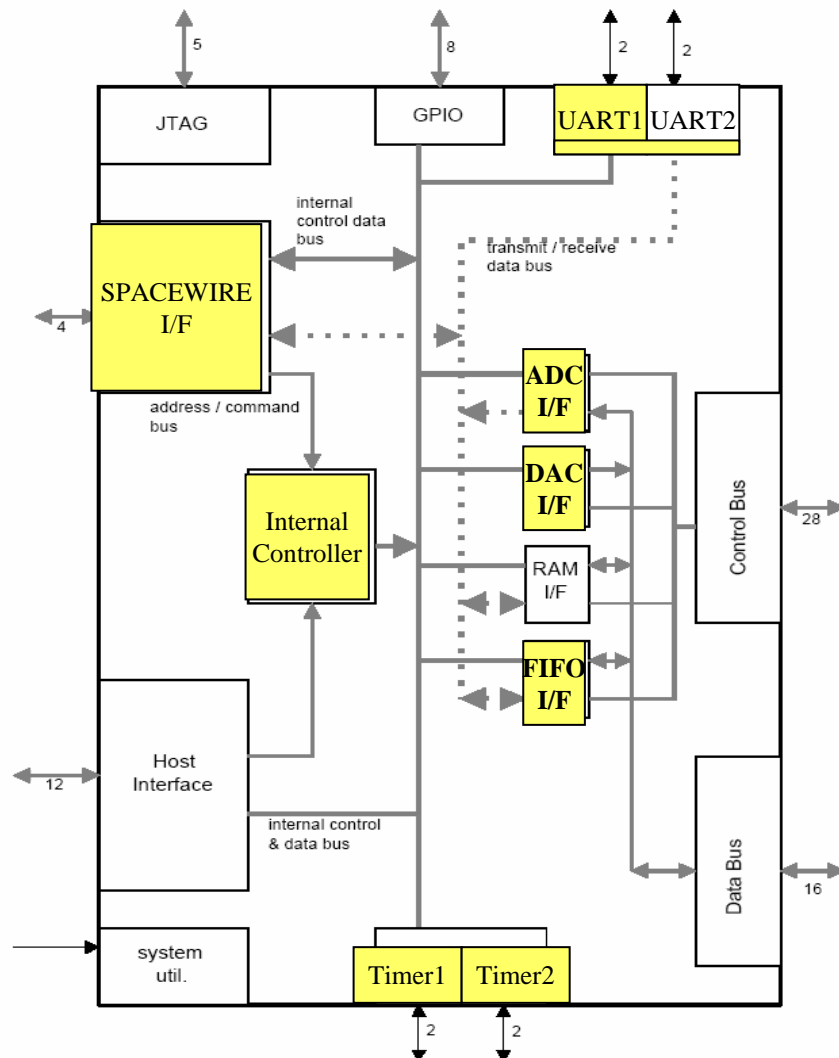 5
8
2
2
JTAG
GPIO
UART1
UART2
internal
control data
bus
transmit / receive
data bus
SPACEWIRE
I/F
4
address / command
bus
ADC
I/F
DAC
I/F
Internal
Controller
RAM
I/F
FIFO
I/F
Control Bus
28
Host
Interface
12
internal control
& data bus
Data Bus
16
system
util.
Timer1
Timer2
2
2